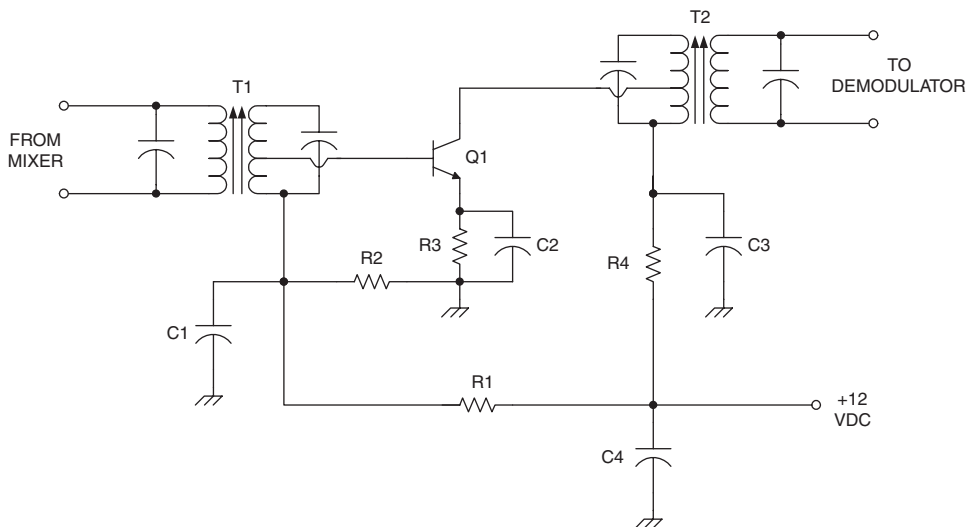 T2
TO
DEMODULATOR
T1
FROM
MIXER
Q1
R3
C2
R4
C3
R2
C1
R1
+12
VDC
C4